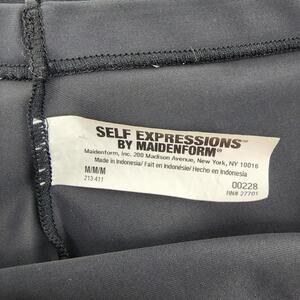 SELF EXPRESSIONS™
BY MAIDENFORM®
Maidenform, Inc. 200 Madison Avenue, New York, NY 10016
Made in Indonesia/ Fait en Indonésie/ Hecho en Indonesia
M/M/M
213 411
00228
RN# 27701